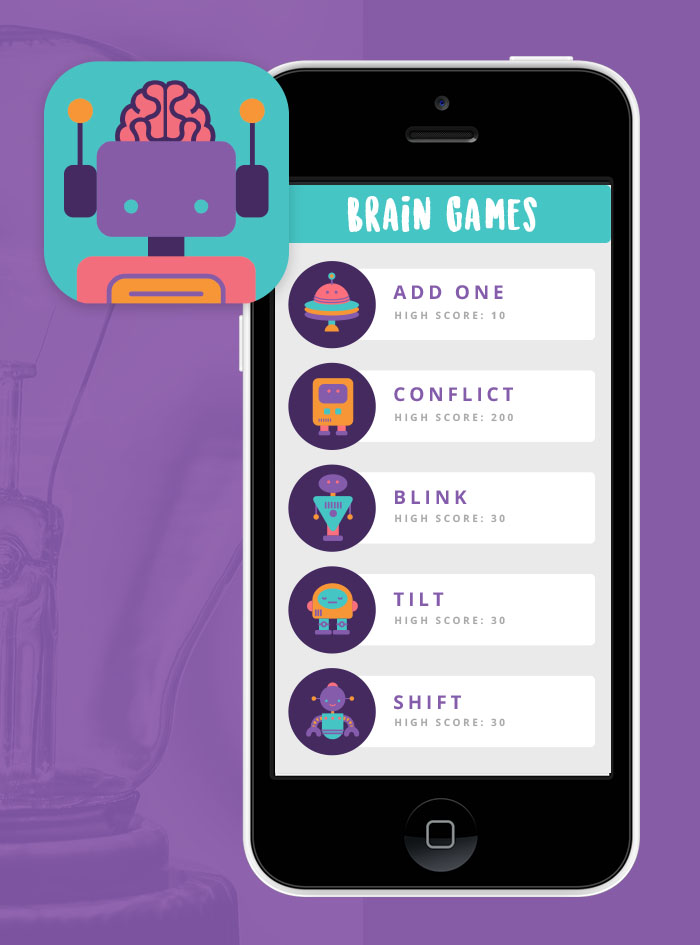 BRAiN GAMES
ADD ONE
HIGH SCORE: 10
CONFLICT
HIGH SCORE: 200
BLINK
HIGH SCORE: 30
TILT
HIGH SCORE: 30
SHIFT
HIGH SCORE: 30